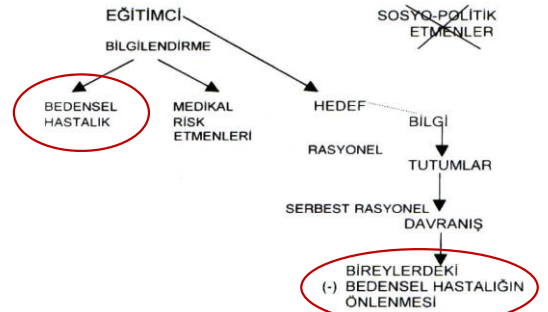 EĞİTİMCİ
SOSYO-POLİTİK
ETMENLER
BİLGİLENDİRME
BEDENSEL
HASTALIK
MEDİKAL
RİSK
ETMENLERİ
HEDEF
BİLGİ
RASYONEL
TUTUMLAR
SERBEST RASYONEL
DAVRANIŞ
BİREYLERDEKİ
(-) BEDENSEL HASTALIĞIN
ÖNLENMESİ